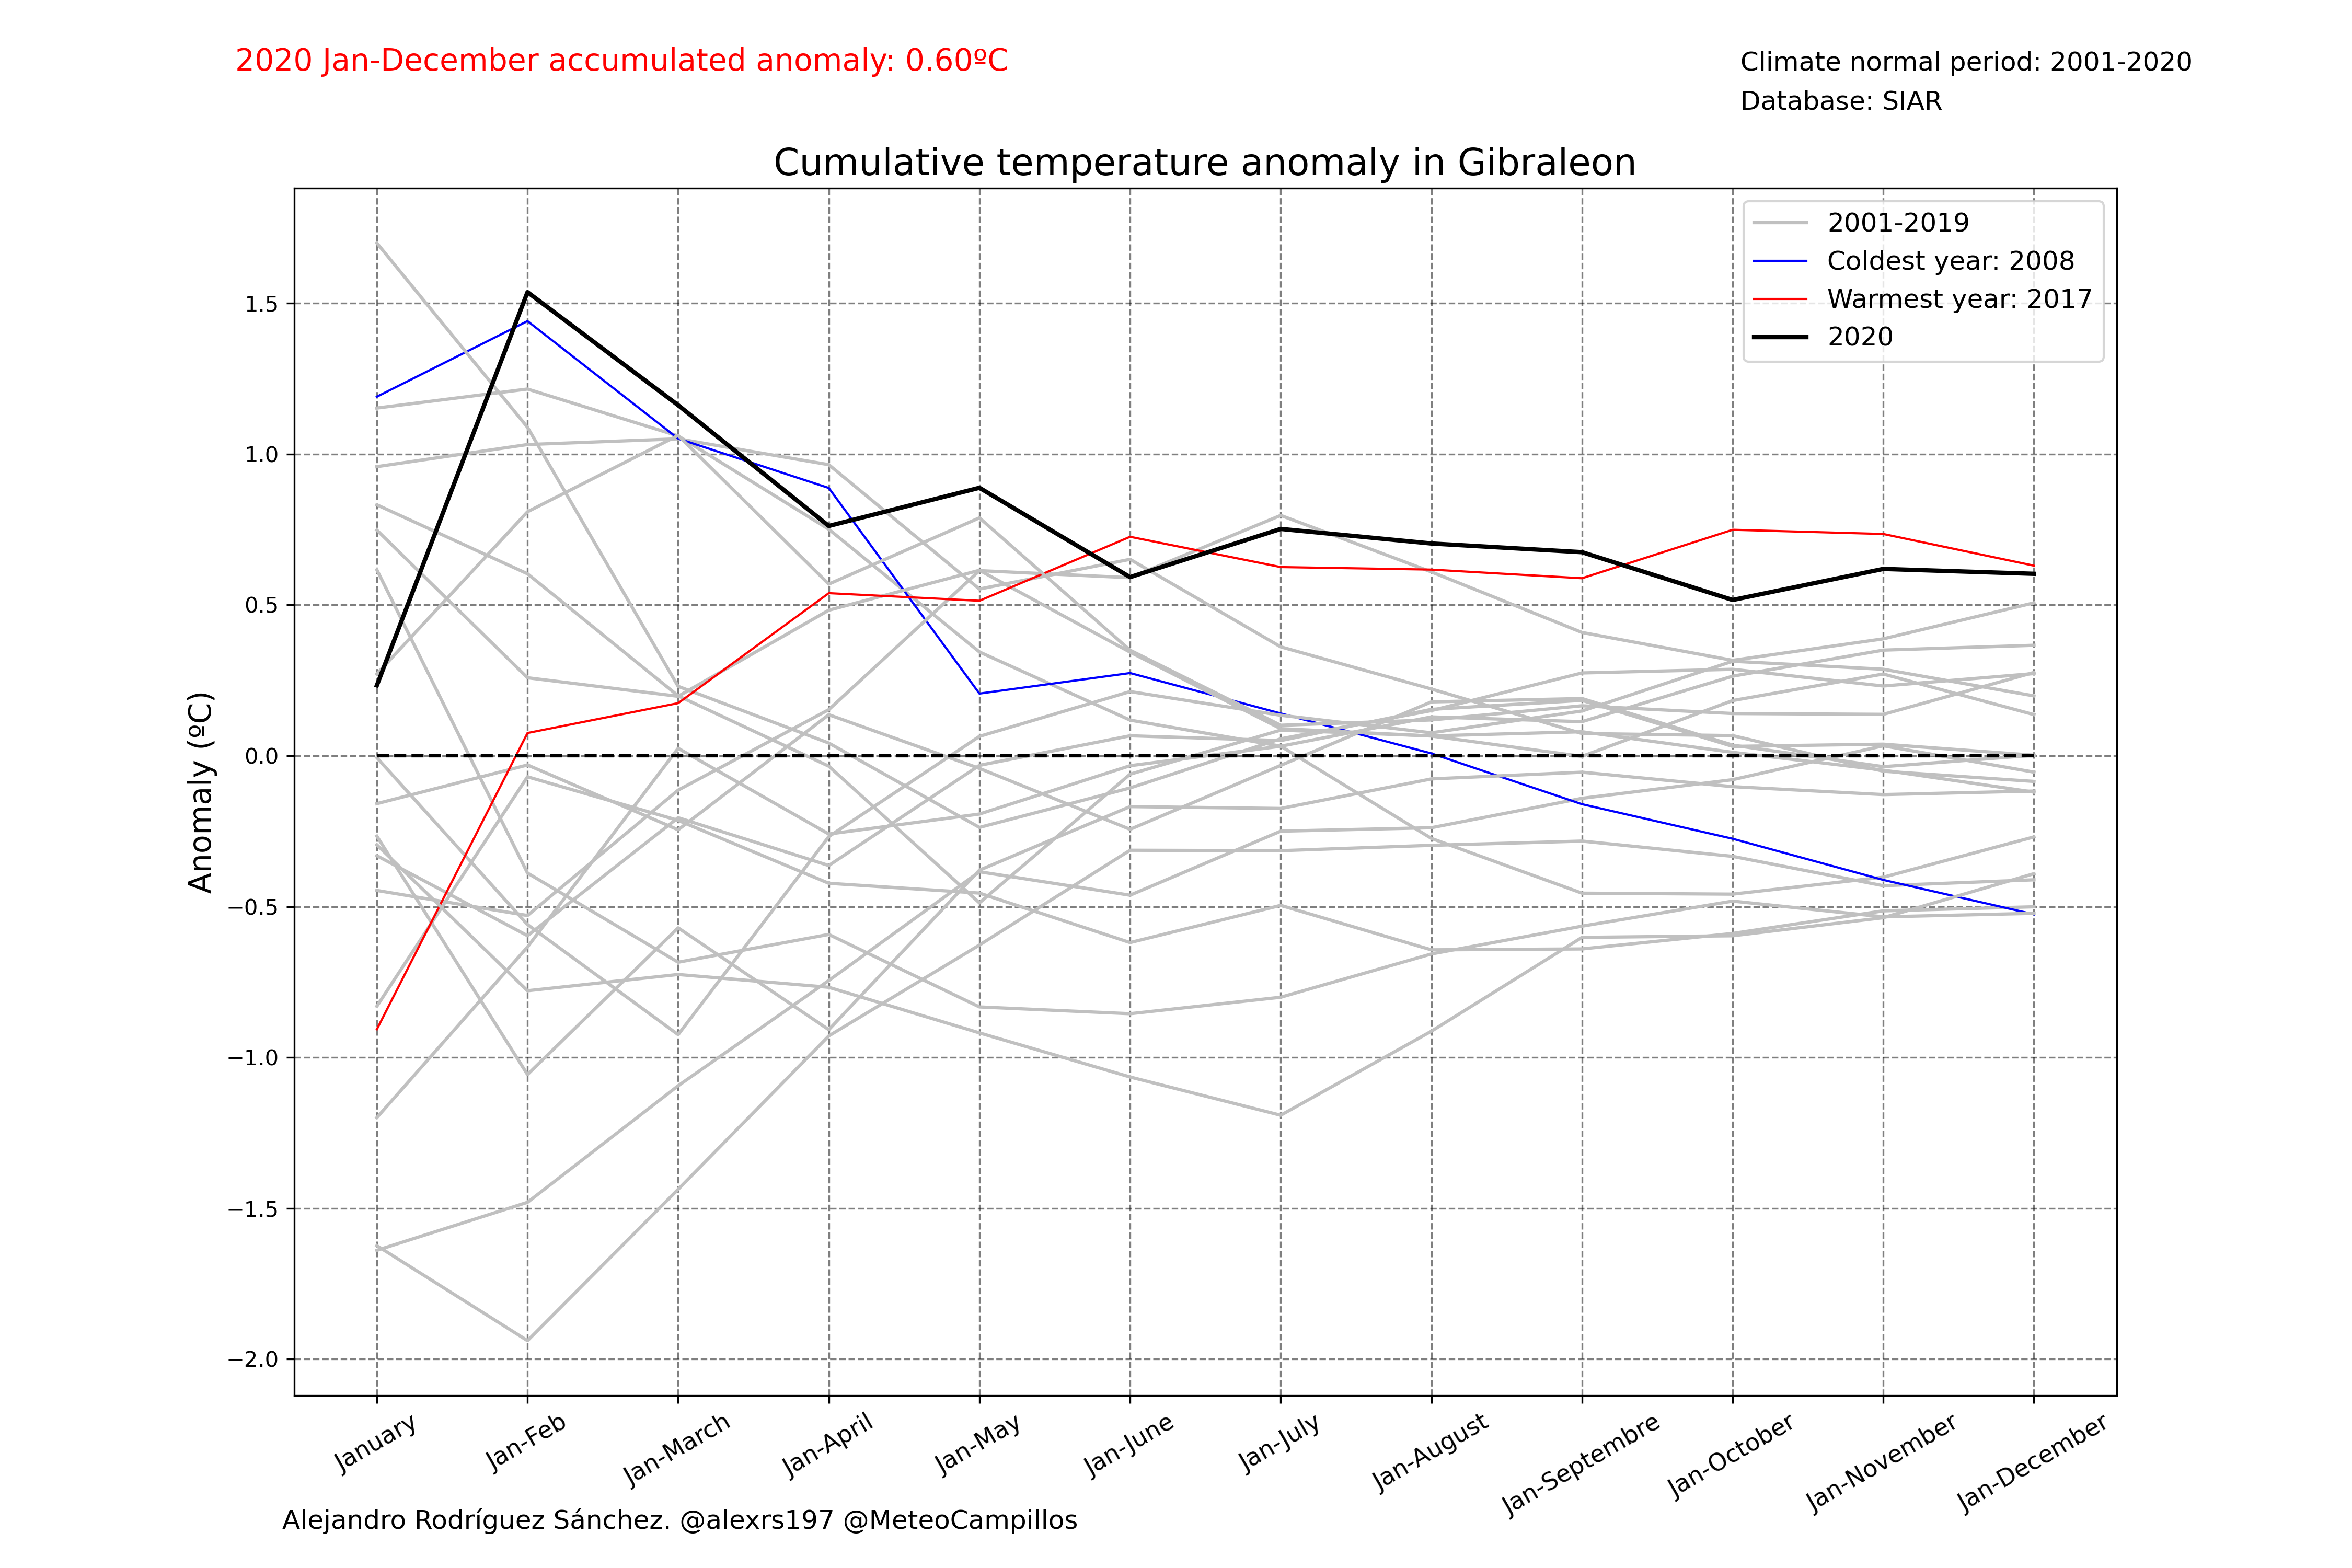 2020 Jan-December accumulated anomaly: 0.60ºC
Climate normal period: 2001-2020
Database: SIAR
Cumulative temperature anomaly in Gibraleon
2001-2019
Coldest year: 2008
Warmest year: 2017
2020
Anomaly (ºC)
1.5
1.0
0.5
0.0
−0.5
−1.0
−1.5
−2.0
January
Jan-Feb
Jan-March
Jan-April
Jan-May
Jan-June
Jan-July
Jan-August
Jan-Septembre
Jan-October
Jan-November
Jan-December
Alejandro Rodríguez Sánchez. @alexrs197 @MeteoCampillos